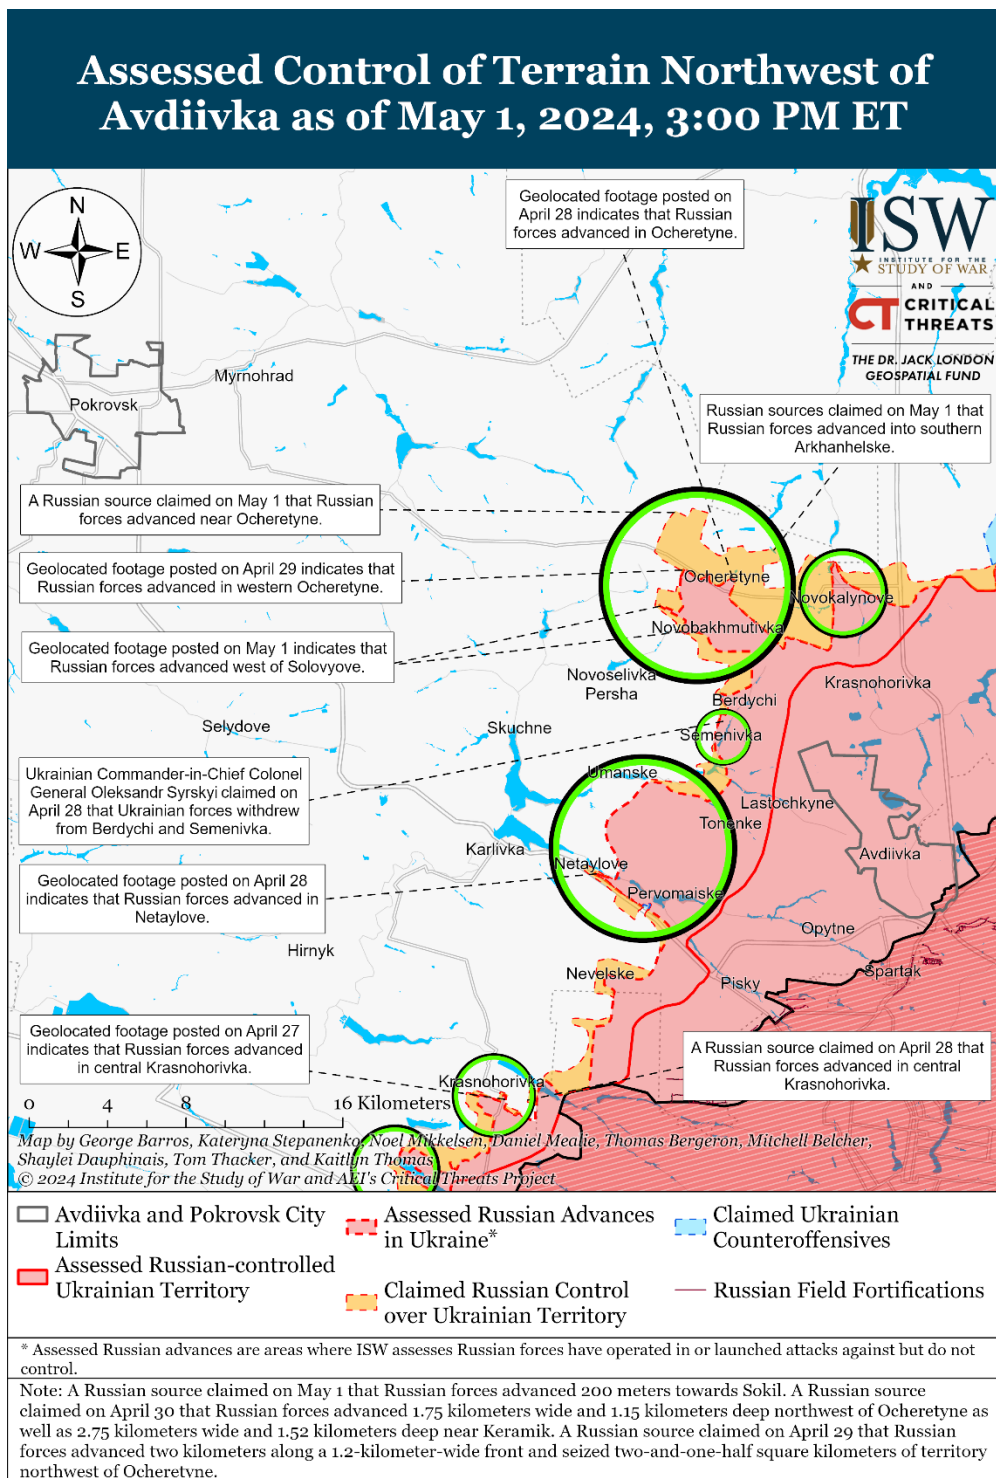 Assessed Control of Terrain Northwest of
Avdiivka as of May 1, 2024, 3:00 PM ET
N
W
E
S
Geolocated footage posted on
April 28 indicates that Russian
forces advanced in Ocheretyne.
ISW
INSTITUTE FOR THE
STUDY OF WAR
AND
CT CRITICAL
THREATS
THE DR. JACK LONDON
GEOSPATIAL FUND
Myrnohrad
Pokrovsk
Russian sources claimed on May 1 that
Russian forces advanced into southern
Arkhanhelske.
A Russian source claimed on May 1 that Russian
forces advanced near Ocheretyne.
Geolocated footage posted on April 29 indicates that
Russian forces advanced in western Ocheretyne.
Ocheretyne
Novokalynove
Geolocated footage posted on May 1 indicates that
Russian forces advanced west of Solovyove.
Novobakhmutivka
Novoselivka
Persha
Krasnohorivka
Berdychi
Selydove
Skuchne
Semenivka
Ukrainian Commander-in-Chief Colonel
General Oleksandr Syrskyi claimed on
April 28 that Ukrainian forces withdrew
from Berdychi and Semenivka.
Umanske
Lastochkyne
Tonenke
Karlivka
Avdiivka
Netaylove
Geolocated footage posted on April 28
indicates that Russian forces advanced in
Netaylove.
Pervomaiske
Opytne
Hirnyk
Nevelske
Spartak
Pisky
Geolocated footage posted on April 27
indicates that Russian forces advanced
in central Krasnohorivka.
A Russian source claimed on April 28 that
Russian forces advanced in central
Krasnohorivka.
Krasnohorivka
0 4 8 16 Kilometers
Map by George Barros, Kateryna Stepanenko, Noel Mikkelsen, Daniel Mealie, Thomas Bergeron, Mitchell Belcher,
Shaylei Dauphinais, Tom Thacker, and Kaitlyn Thomas
© 2024 Institute for the Study of War and AEI's Critical Threats Project
Avdiivka and Pokrovsk City
Limits
Assessed Russian-controlled
Ukrainian Territory
Assessed Russian Advances
in Ukraine*
Claimed Russian Control
over Ukrainian Territory
Claimed Ukrainian
Counteroffensives
Russian Field Fortifications
* Assessed Russian advances are areas where ISW assesses Russian forces have operated in or launched attacks against but do not
control.
Note: A Russian source claimed on May 1 that Russian forces advanced 200 meters towards Sokil. A Russian source
claimed on April 30 that Russian forces advanced 1.75 kilometers wide and 1.15 kilometers deep northwest of Ocheretyne as
well as 2.75 kilometers wide and 1.52 kilometers deep near Keramik. A Russian source claimed on April 29 that Russian
forces advanced two kilometers along a 1.2-kilometer-wide front and seized two-and-one-half square kilometers of territory
northwest of Ocheretyne.